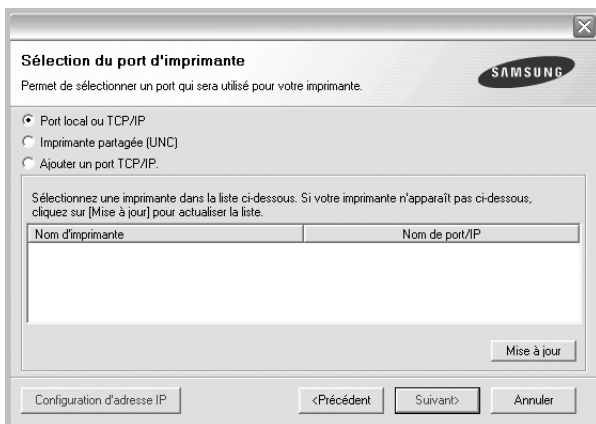 Sélection du port d'imprimante
Permet de sélectionner un port qui sera utilisé pour votre imprimante.
SAMSUNG
Port local ou TCP/IP
Imprimante partagée (UNC)
Ajouter un port TCP/IP.
Sélectionnez une imprimante dans la liste ci-dessous. Si votre imprimante n'apparaît pas ci-dessous,
cliquez sur [Mise à jour] pour actualiser la liste.
Nom d'imprimante Nom de port/IP
Mise à jour
Configuration d'adresse IP <Précédent Suivant> Annuler